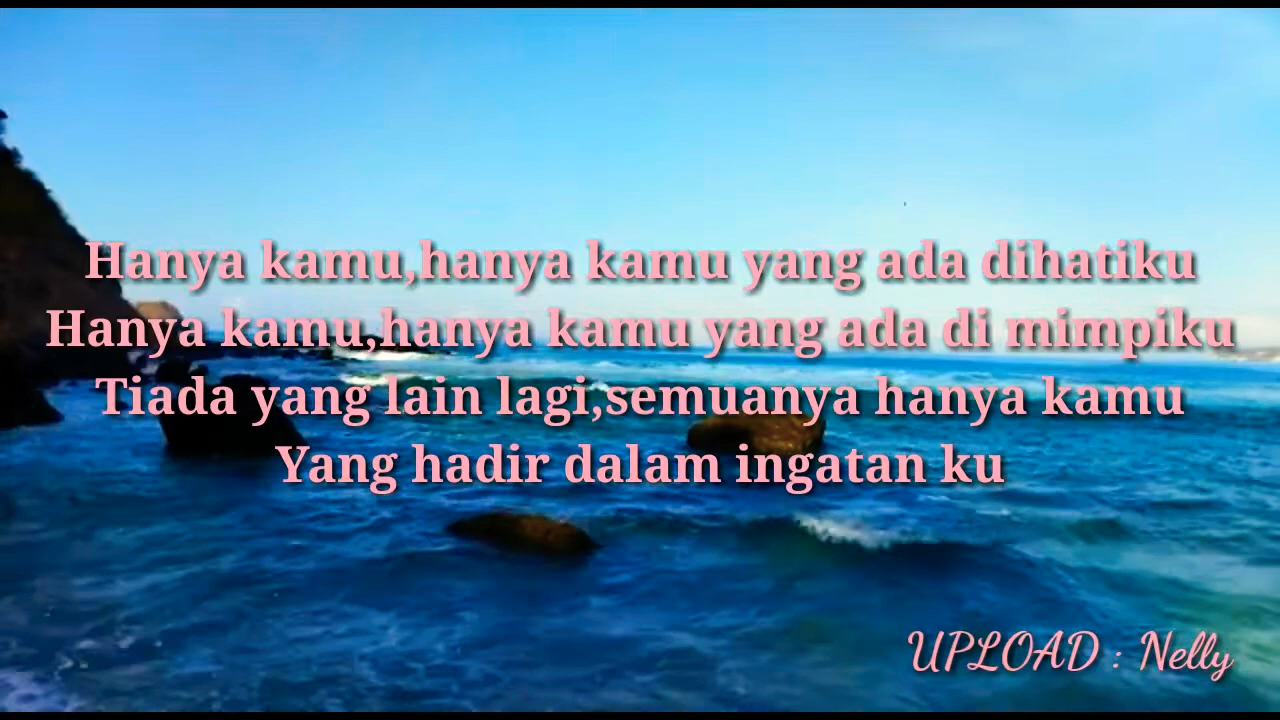 Hanya kamu,hanya kamu yang ada dihatiku
Hanya kamu,hanya kamu yang ada di mimpiku
Tiada yang lain lagi,semuanya hanya kamu
Yang hadir dalam ingatan ku
UPLOAD : Nelly